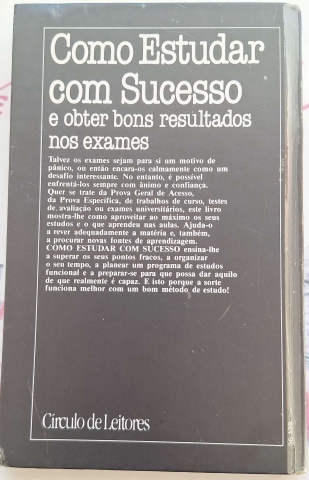 Como Estudar
com Sucesso
e obter bons resultados
nos exames
Talvez os exames sejam para si um motivo de
pânico, ou então encara-os calmamente como um
desafio interessante. No entanto, é possível
enfrentá-los sempre com ânimo e confiança.
Quer se trate da Prova Geral de Acesso,
da Prova Específica, de trabalhos de curso, testes
de avaliação ou exames universitários, este livro
mostra-lhe como aproveitar ao máximo os seus
estudos e o que aprendeu nas aulas. Ajuda-o
a rever adequadamente a matéria e, também,
a procurar novas fontes de aprendizagem.
COMO ESTUDAR COM SUCESSO ensina-lhe
a superar os seus pontos fracos, a organizar
o seu tempo, a planear um programa de estudos
funcional e a preparar-se para que possa dar aquilo
de que realmente é capaz. E isto porque a sorte
funciona melhor com um bom método de estudo!
Círculo de Leitores